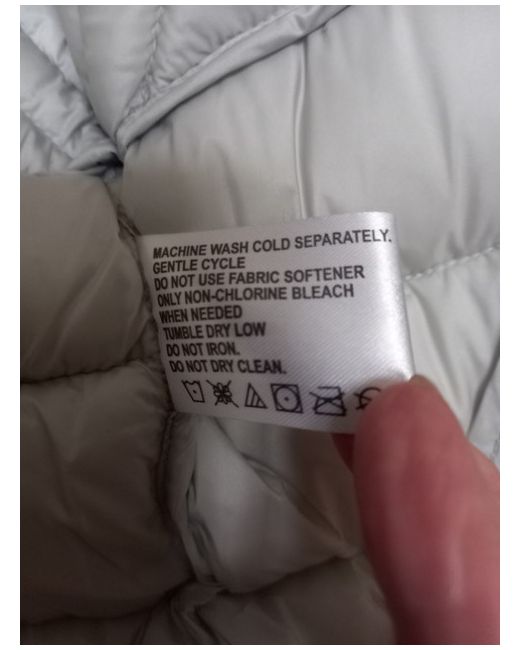 MACHINE WASH COLD SEPARATELY.
GENTLE CYCLE
DO NOT USE FABRIC SOFTENER
ONLY NON-CHLORINE BLEACH
WHEN NEEDED
TUMBLE DRY LOW
DO NOT IRON.
DO NOT DRY CLEAN.